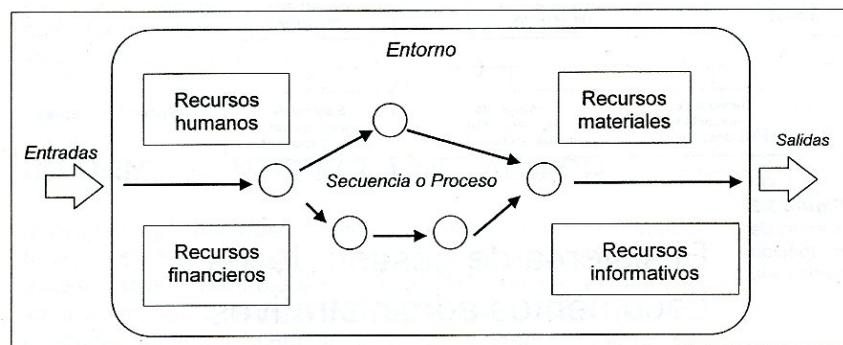 Entorno
Recursos
humanos
Recursos
materiales
Entradas
Salidas
Secuencia o Proceso
Recursos
financieros
Recursos
informativos